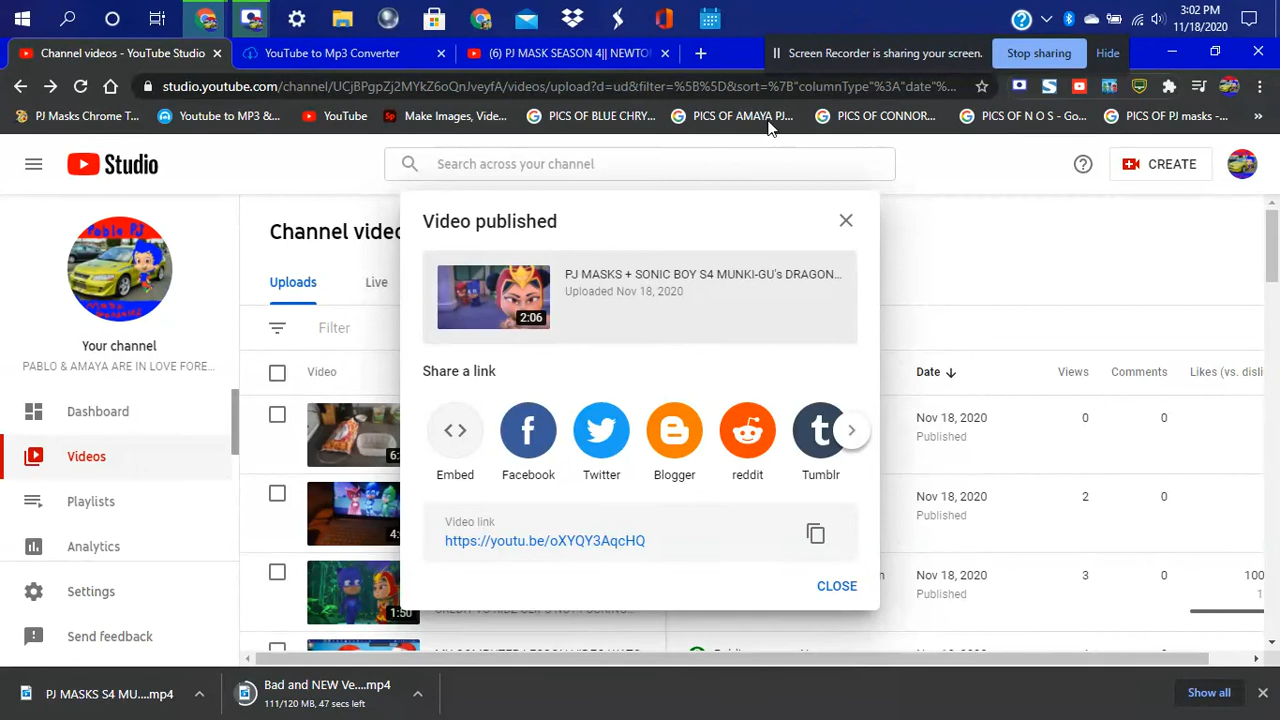 3:02 PM
11/18/2020
Channel videos - YouTube Studio
YouTube to Mp3 Converter
(6) PJ MASK SEASON 4|| NEWTO
Screen Recorder is sharing your screen.
Stop sharing
Hide
studio.youtube.com/channel/UCjBPgpZj2MYkZ6oQnJveyfA/videos/upload?d=ud&filter=%5B%5D&sort=%7B"columnType"%3A"date"%...
PJ Masks Chrome T...
Youtube to MP3 &...
YouTube
Make Images, Vide...
PICS OF BLUE CHRY...
PICS OF AMAYA PJ...
PICS OF CONNOR...
PICS OF N O S - Go...
PICS OF PJ masks -...
Studio
Search across your channel
CREATE
Your channel
PABLO & AMAYA ARE IN LOVE FORE...
Dashboard
Videos
Playlists
Analytics
Settings
Send feedback
Channel videos
Uploads
Live
Filter
Video
Date
Views
Comments
Likes (vs. disli
Nov 18, 2020
Published
0
0
Nov 18, 2020
Published
2
0
1:50
Nov 18, 2020
Published
3
0
100
Video published
2:06
PJ MASKS + SONIC BOY S4 MUNKI-GU's DRAGON...
Uploaded Nov 18, 2020
Share a link
Embed
Facebook
Twitter
Blogger
reddit
Tumblr
Video link
https://youtu.be/oXYQY3AqcHQ
CLOSE
PJ MASKS S4 MU....mp4
Bad and NEW Ve....mp4
111/120 MB, 47 secs left
Show all